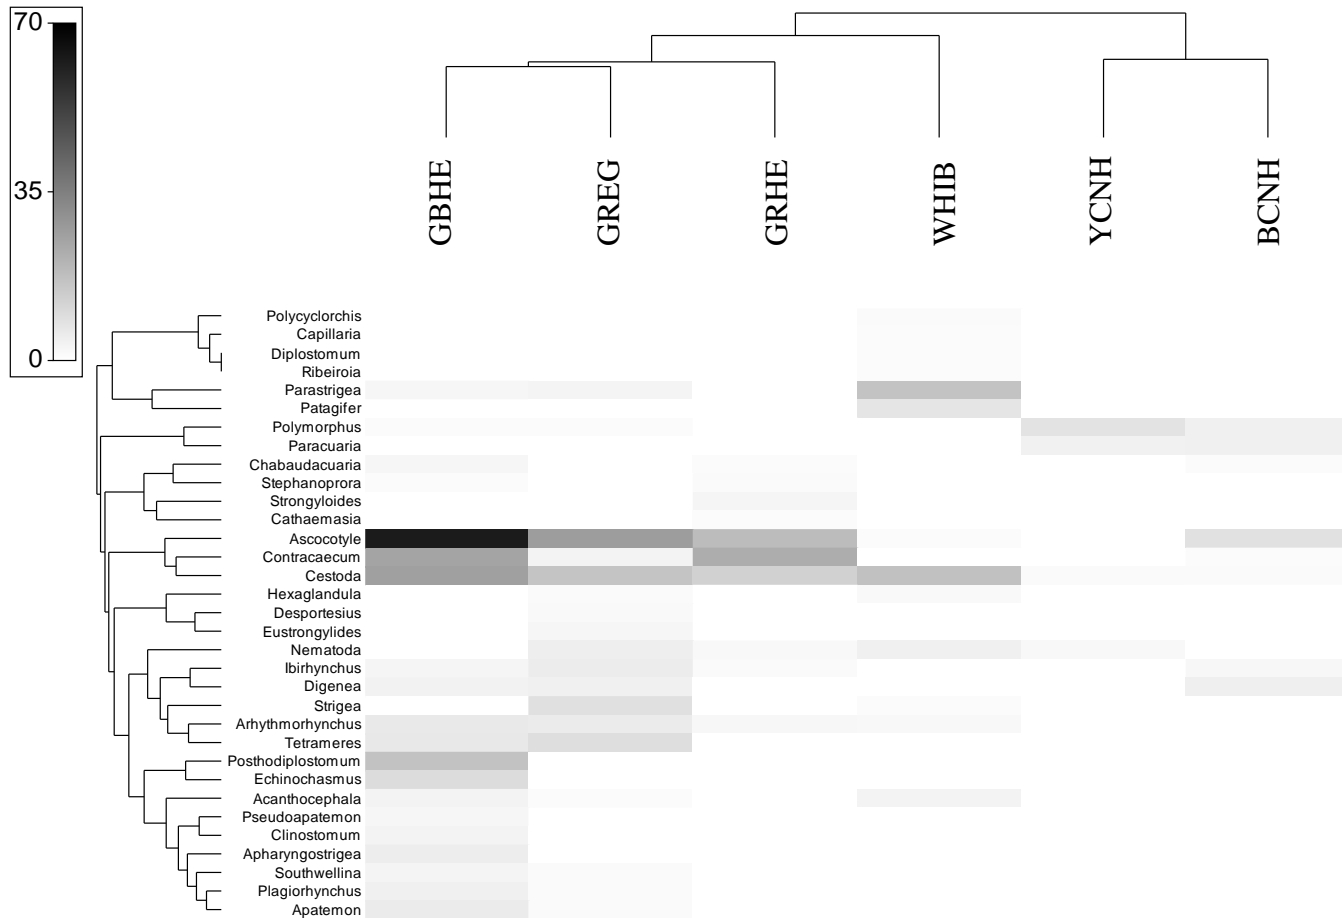 70
35
0
GBHE
GREG
GRHE
WHIB
YCNH
BCNH
Polycyclorchis
Capillaria
Diplostomum
Ribeiroia
Parastrigea
Patagifer
Polymorphus
Paracuaria
Chabaudacuaria
Stephanoprora
Strongyloides
Cathaemasia
Ascocotyle
Contracaecum
Cestoda
Hexaglandula
Desportesius
Eustrongylides
Nematoda
Ibirhynchus
Digenea
Strigea
Arhythmorhynchus
Tetrameres
Posthodiplostomum
Echinochasmus
Acanthocephala
Pseudoapatemon
Clinostomum
Apharyngostrigea
Southwellina
Plagiorhynchus
Apatemon